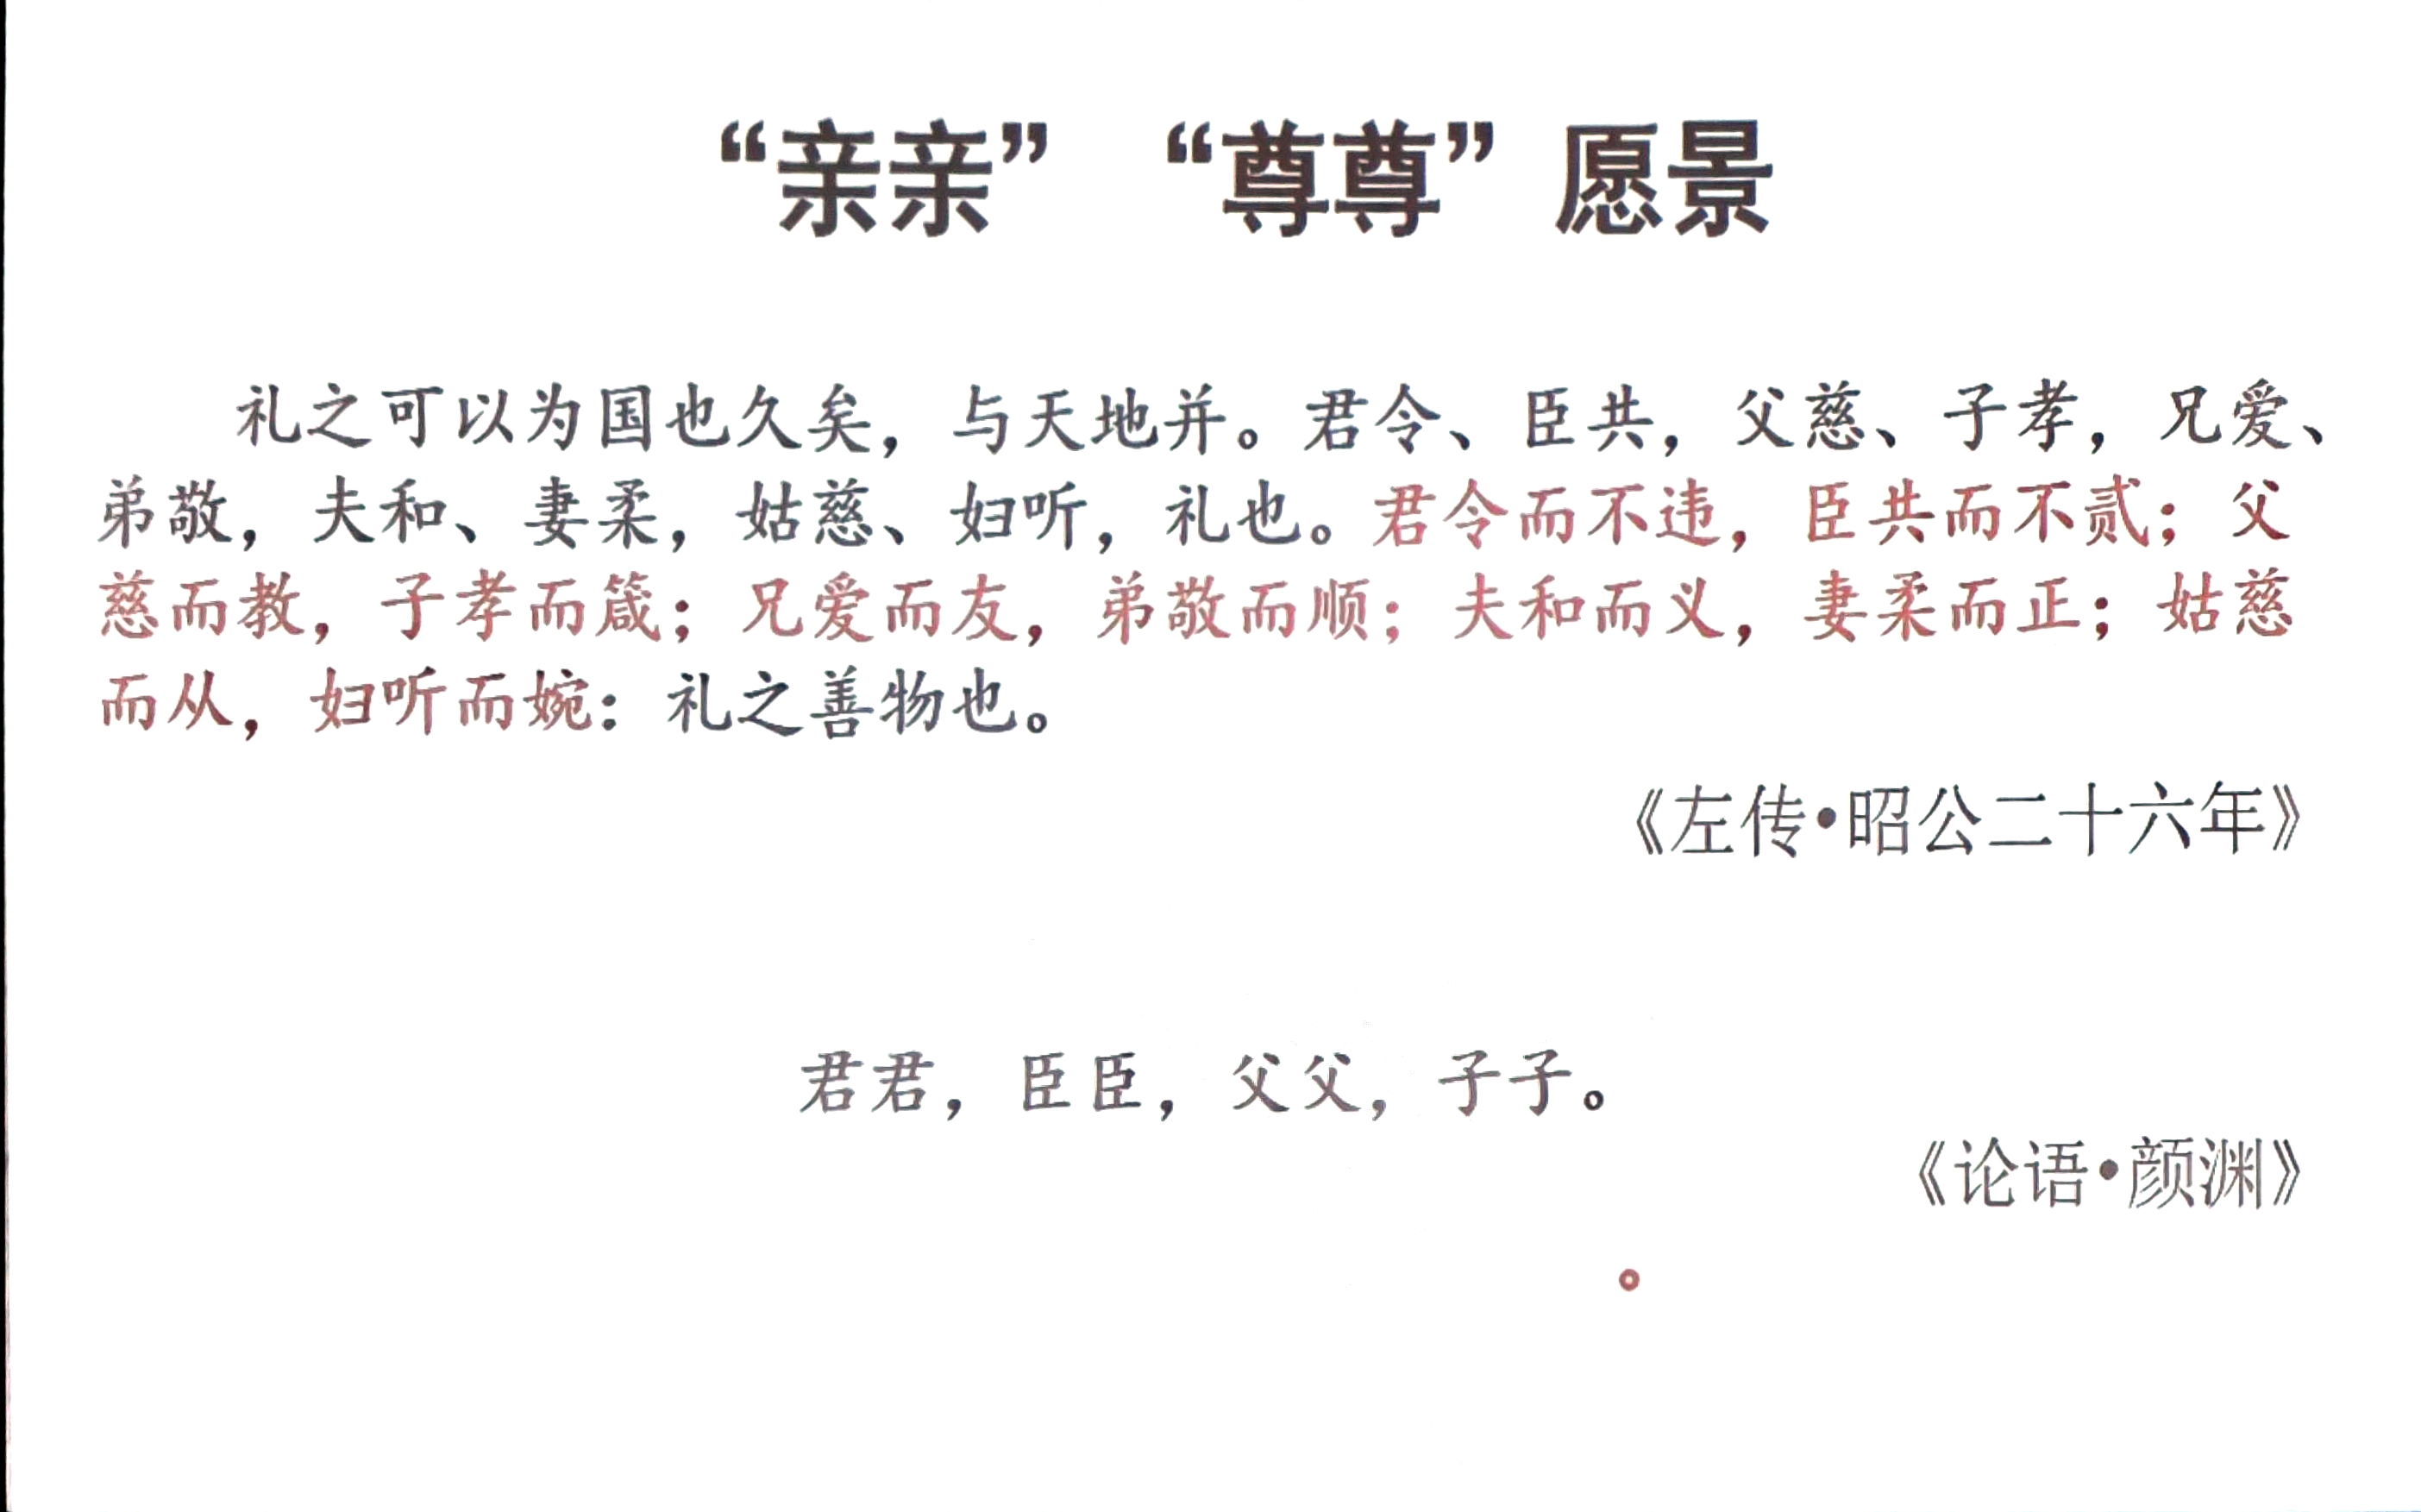 “亲亲” “尊尊”愿景
礼之可以为国也久矣，与天地并。君令、臣共，父慈、子孝，兄爱、
弟敬，夫和、妻柔，姑慈、妇听，礼也。君令而不违，臣共而不贰；父
慈而教，子孝而箴；兄爱而友，弟敬而顺；夫和而义，妻柔而正；姑慈
而从，妇听而婉：礼之善物也。
《左传·昭公二十六年》
君君，臣臣，父父，子子。
《论语·颜渊》
。